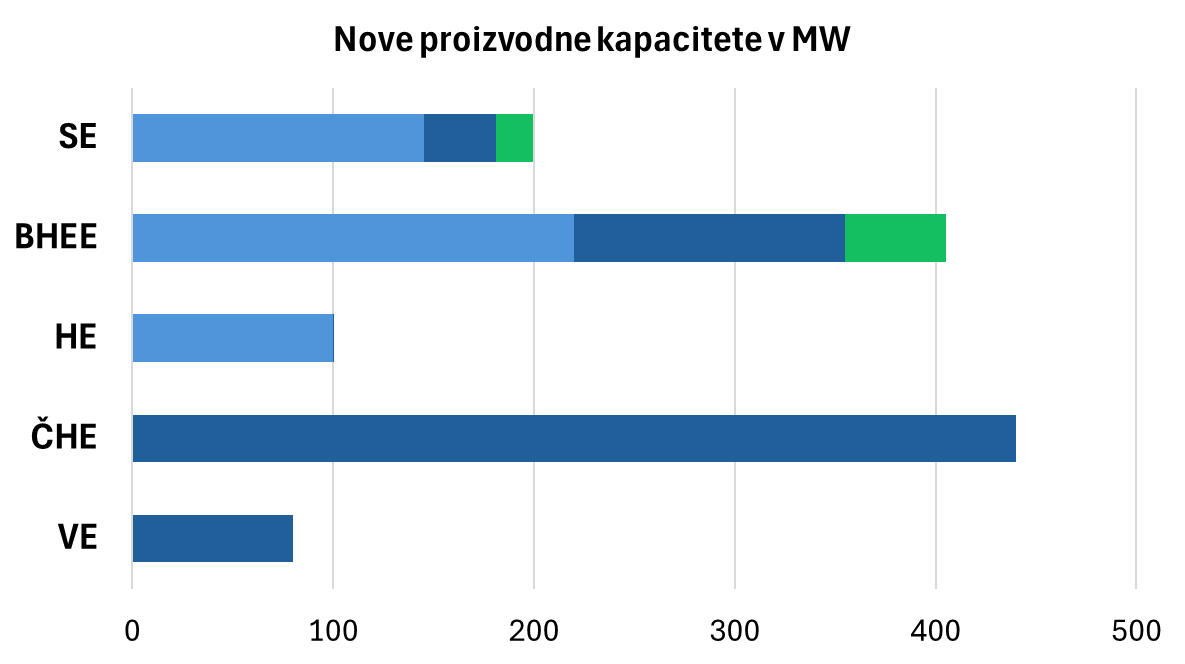 Nove proizvodne kapacitete v MW
SE
BHEE
HE
ČHE
VE
0 100 200 300 400 500